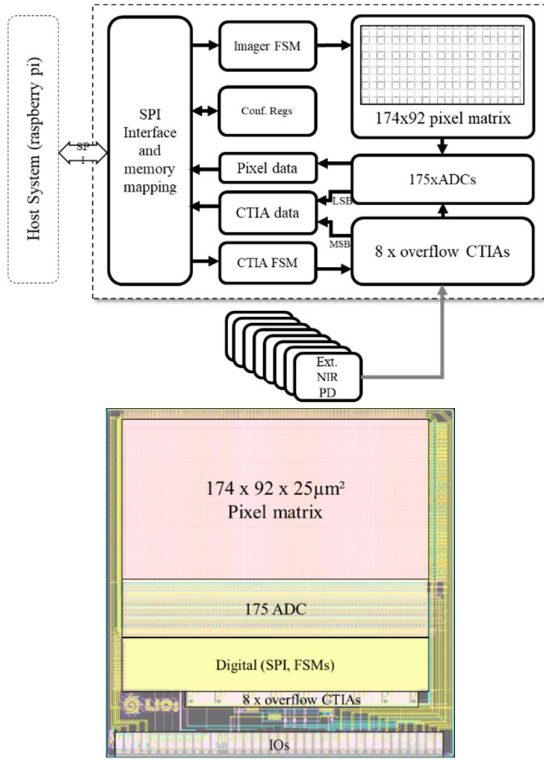 Host System (raspberry pi)
SP
I
SPI
Interface
and
memory
mapping
Imager FSM
Conf. Regs
Pixel data
CTIA data
CTIA FSM
LSB
MSB
174x92 pixel matrix
175xADCs
8 x overflow CTIAs
Ext.
NIR
PD
174 x 92 x 25µm²
Pixel matrix
175 ADC
Digital (SPI, FSMs)
8 x overflow CTIAs
LIOs
IOs